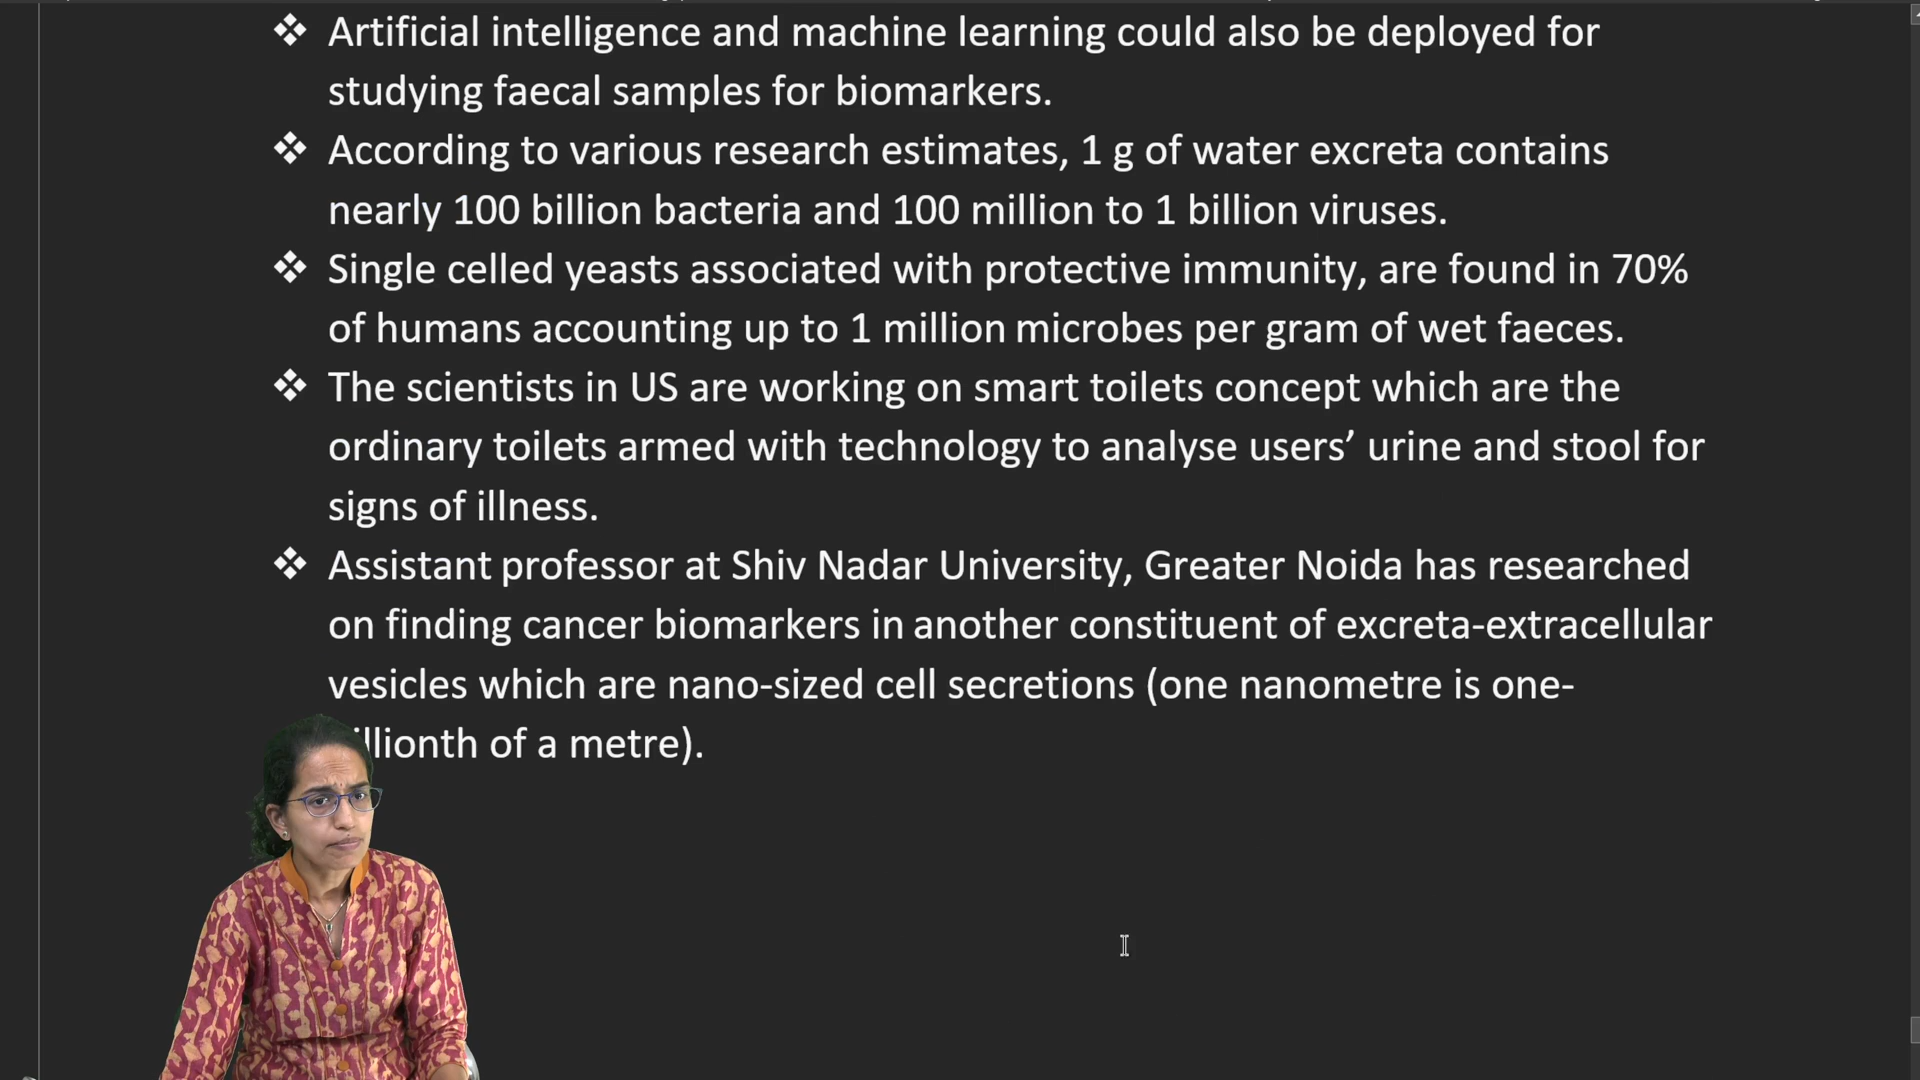 ❖ Artificial intelligence and machine learning could also be deployed for
studying faecal samples for biomarkers.
❖ According to various research estimates, 1 g of water excreta contains
nearly 100 billion bacteria and 100 million to 1 billion viruses.
❖ Single celled yeasts associated with protective immunity, are found in 70%
of humans accounting up to 1 million microbes per gram of wet faeces.
❖ The scientists in US are working on smart toilets concept which are the
ordinary toilets armed with technology to analyse users’ urine and stool for
signs of illness.
❖ Assistant professor at Shiv Nadar University, Greater Noida has researched
on finding cancer biomarkers in another constituent of excreta-extracellular
vesicles which are nano-sized cell secretions (one nanometre is one-
of a metre).